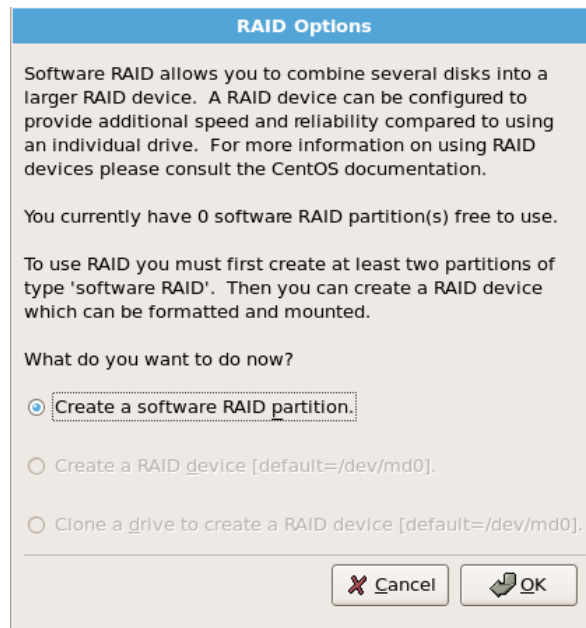 RAID Options
Software RAID allows you to combine several disks into a
larger RAID device.  A RAID device can be configured to
provide additional speed and reliability compared to using
an individual drive.  For more information on using RAID
devices please consult the CentOS documentation.
You currently have 0 software RAID partition(s) free to use.
To use RAID you must first create at least two partitions of
type 'software RAID'.  Then you can create a RAID device
which can be formatted and mounted.
What do you want to do now?
Create a software RAID partition.
Create a RAID device [default=/dev/md0].
Clone a drive to create a RAID device [default=/dev/md0].
Cancel
OK